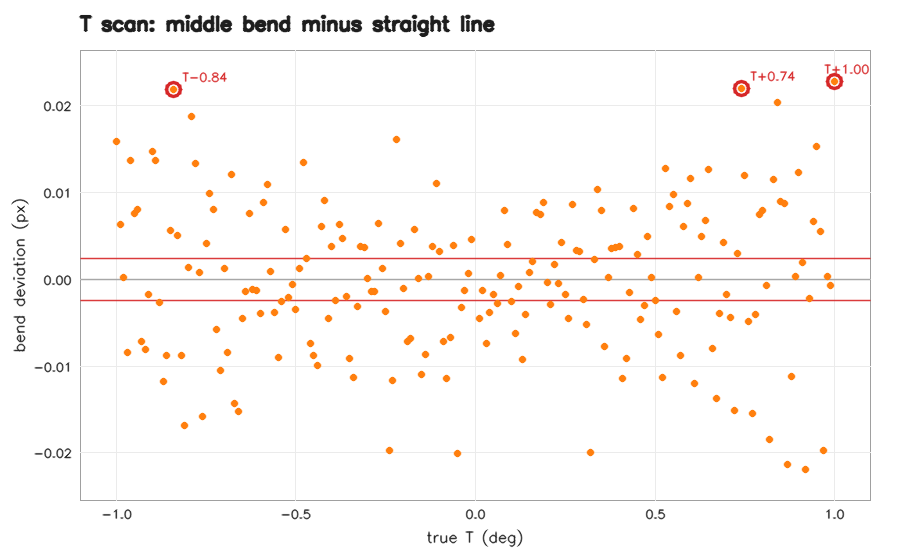 T scan: middle bend minus straight line
T+1.00
T−0.84
T+0.74
0.02
0.01
0.00
−0.01
−0.02
bend deviation (px)
−1.0
−0.5
0.0
0.5
1.0
true T (deg)